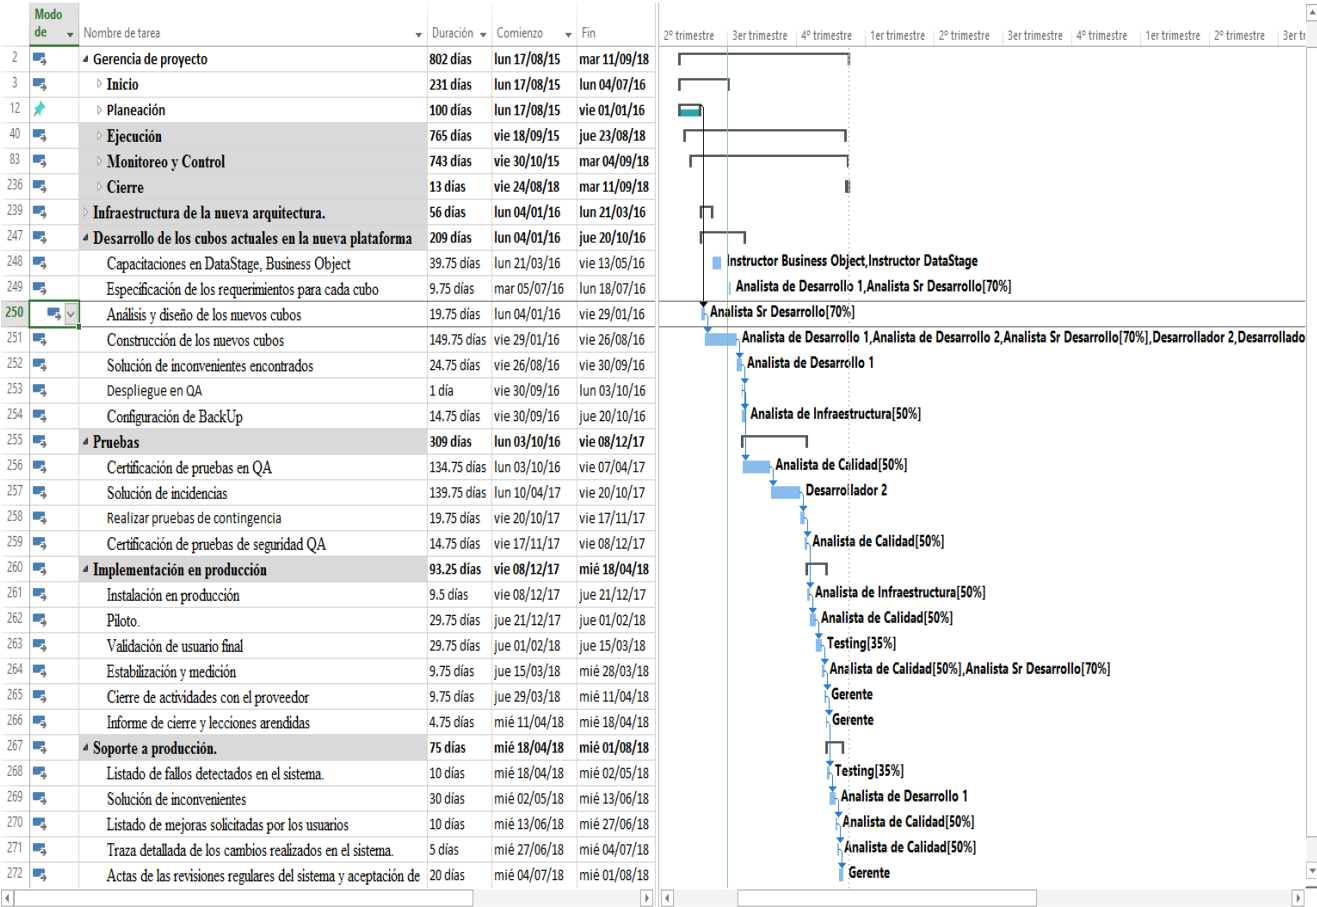 Modo de Nombre de tarea Duración Comienzo Fin 2º trimestre 3er trimestre 4º trimestre 1er trimestre 2º trimestre 3er trimestre 4º trimestre 1er trimestre 2º trimestre 3er tri
2 Gerencia de proyecto 802 días lun 17/08/15 mar 11/09/18
3 Inicio 231 días lun 17/08/15 lun 04/07/16
12 Planeación 100 días lun 17/08/15 vie 01/01/16
40 Ejecución 765 días vie 18/09/15 jue 23/08/18
83 Monitoreo y Control 743 días vie 30/10/15 mar 04/09/18
236 Cierre 13 días vie 24/08/18 mar 11/09/18
239 Infraestructura de la nueva arquitectura. 56 días lun 04/01/16 lun 21/03/16
247 Desarrollo de los cubos actuales en la nueva plataforma 209 días lun 04/01/16 jue 20/10/16
248 Capacitaciones en DataStage, Business Object 39.75 días lun 21/03/16 vie 13/05/16 Instructor Business Object,Instructor DataStage
249 Especificación de los requerimientos para cada cubo 9.75 días mar 05/07/16 lun 18/07/16 Analista de Desarrollo 1,Analista Sr Desarrollo[70%]
250 Análisis y diseño de los nuevos cubos 19.75 días lun 04/01/16 vie 29/01/16 Analista Sr Desarrollo[70%]
251 Construcción de los nuevos cubos 149.75 días vie 29/01/16 vie 26/08/16 Analista de Desarrollo 1,Analista de Desarrollo 2,Analista Sr Desarrollo[70%],Desarrollador 2,Desarrollado
252 Solución de inconvenientes encontrados 24.75 días vie 26/08/16 vie 30/09/16 Analista de Desarrollo 1
253 Despliegue en QA 1 día vie 30/09/16 lun 03/10/16
254 Configuración de BackUp 14.75 días vie 30/09/16 jue 20/10/16 Analista de Infraestructura[50%]
255 Pruebas 309 días lun 03/10/16 vie 08/12/17
256 Certificación de pruebas en QA 134.75 días lun 03/10/16 vie 07/04/17 Analista de Calidad[50%]
257 Solución de incidencias 139.75 días lun 10/04/17 vie 20/10/17 Desarrollador 2
258 Realizar pruebas de contingencia 19.75 días vie 20/10/17 vie 17/11/17
259 Certificación de pruebas de seguridad QA 14.75 días vie 17/11/17 vie 08/12/17 Analista de Calidad[50%]
260 Implementación en producción 93.25 días vie 08/12/17 mié 18/04/18
261 Instalación en producción 9.5 días vie 08/12/17 jue 21/12/17 Analista de Infraestructura[50%]
262 Piloto. 29.75 días jue 21/12/17 jue 01/02/18 Analista de Calidad[50%]
263 Validación de usuario final 29.75 días jue 01/02/18 jue 15/03/18 Testing[35%]
264 Estabilización y medición 9.75 días jue 15/03/18 mié 28/03/18 Analista de Calidad[50%],Analista Sr Desarrollo[70%]
265 Cierre de actividades con el proveedor 9.75 días jue 29/03/18 mié 11/04/18 Gerente
266 Informe de cierre y lecciones arendidas 4.75 días mié 11/04/18 mié 18/04/18 Gerente
267 Soporte a producción. 75 días mié 18/04/18 mié 01/08/18
268 Listado de fallos detectados en el sistema. 10 días mié 18/04/18 mié 02/05/18 Testing[35%]
269 Solución de inconvenientes 30 días mié 02/05/18 mié 13/06/18 Analista de Desarrollo 1
270 Listado de mejoras solicitadas por los usuarios 10 días mié 13/06/18 mié 27/06/18 Analista de Calidad[50%]
271 Traza detallada de los cambios realizados en el sistema. 5 días mié 27/06/18 mié 04/07/18 Analista de Calidad[50%]
272 Actas de las revisiones regulares del sistema y aceptación de 20 días mié 04/07/18 mié 01/08/18 Gerente